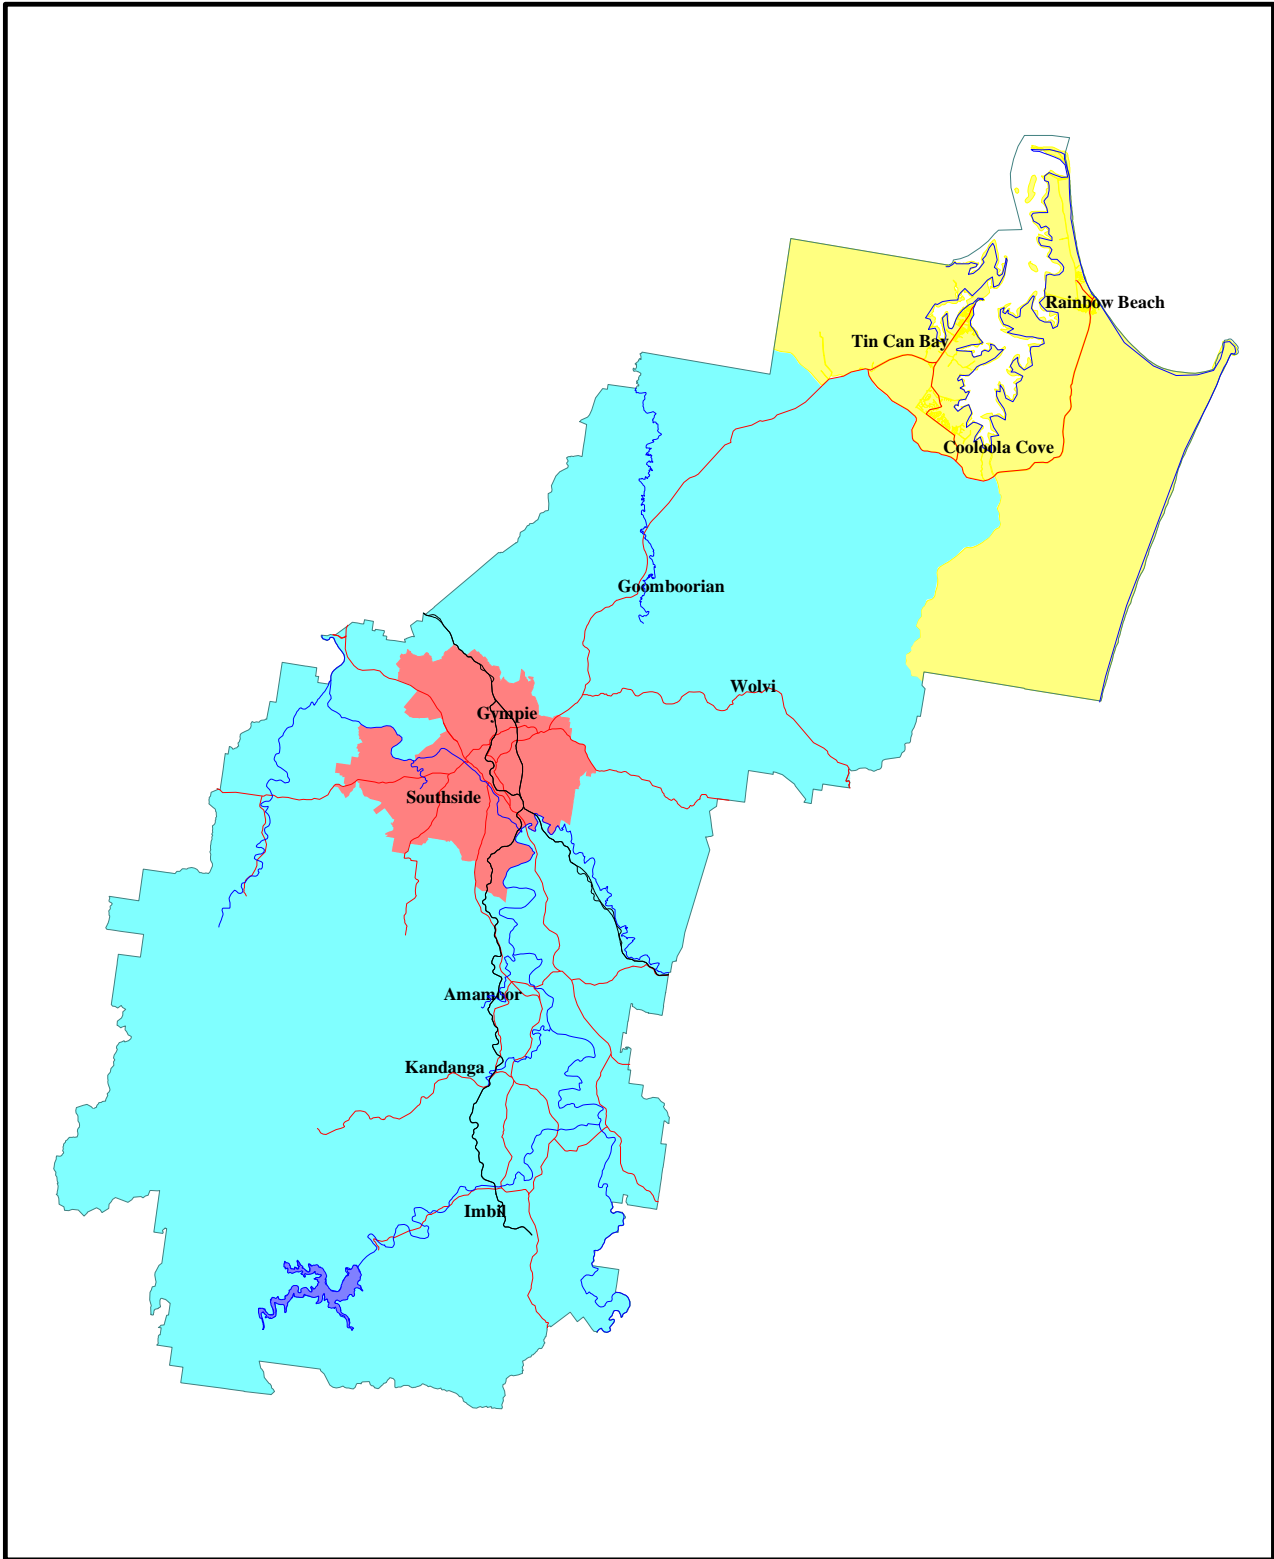 Rainbow Beach
Tin Can Bay
Cooloola Cove
Goomboorian
Wolvi
Gympie
Southside
Amamoor
Kandanga
Imbil